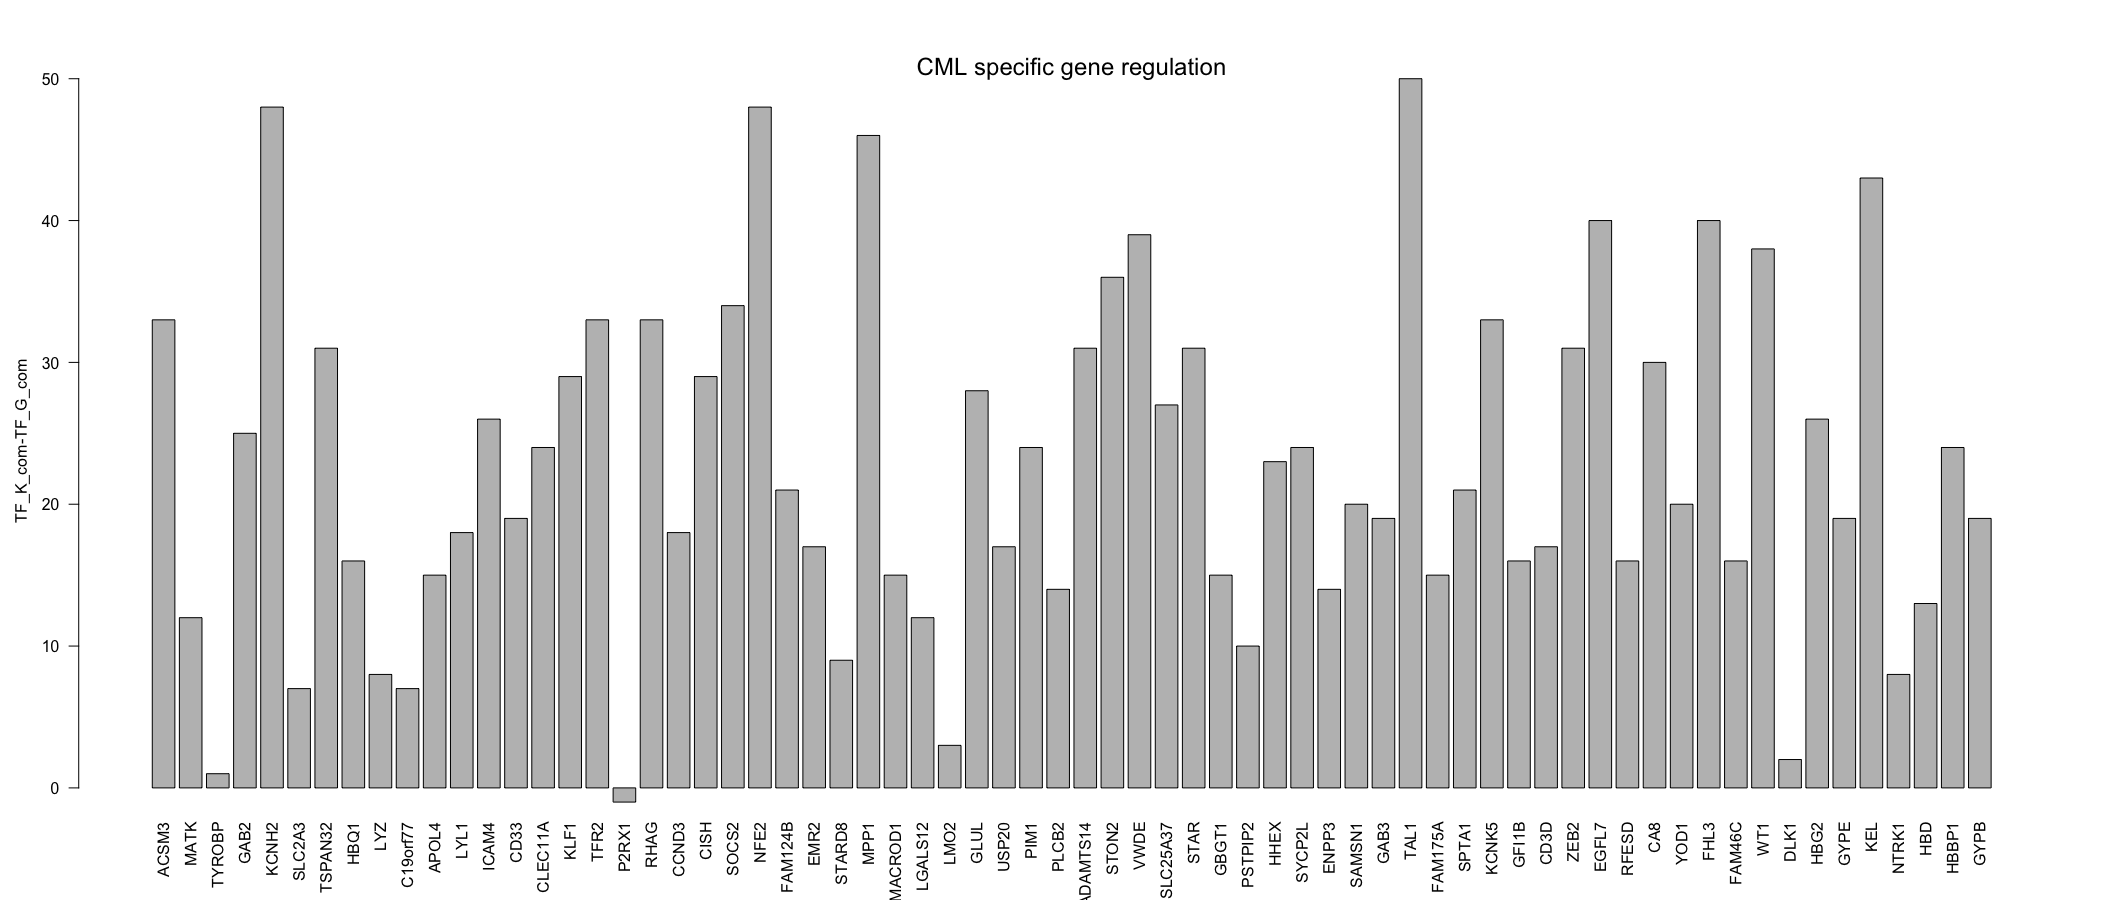 CML specific gene regulation
TF_K_com-TF_G_com
50
40
30
20
10
0
ACSM3
MATK
TYROBP
GAB2
KCNH2
SLC2A3
TSPAN32
HBQ1
LYZ
C19orf77
APOL4
LYL1
ICAM4
CD33
CLEC11A
KLF1
TFR2
P2RX1
RHAG
CCND3
CISH
SOCS2
NFE2
FAM124B
EMR2
STARD8
MPP1
MACROD1
LGALS12
LMO2
GLUL
USP20
PIM1
PLCB2
ADAMTS14
STON2
VWDE
SLC25A37
STAR
GBGT1
PSTPIP2
HHEX
SYCP2L
ENPP3
SAMSN1
GAB3
TAL1
FAM175A
SPTA1
KCNK5
GFI1B
CD3D
ZEB2
EGFL7
RFESD
CA8
YOD1
FHL3
FAM46C
WT1
DLK1
HBG2
GYPE
KEL
NTRK1
HBD
HBBP1
GYPB